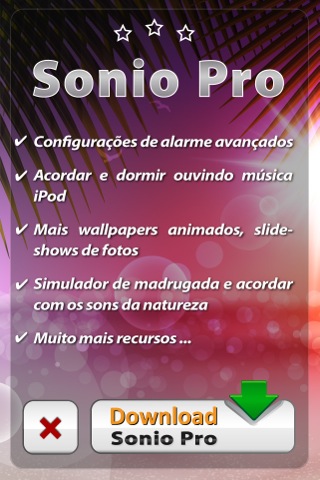 Sonio Pro
✔ Configurações de alarme avançados
✔ Acordar e dormir ouvindo música
iPod
✔ Mais wallpapers animados, slide-
shows de fotos
✔ Simulador de madrugada e acordar
com os sons da natureza
✔ Muito mais recursos ...
Download
Sonio Pro